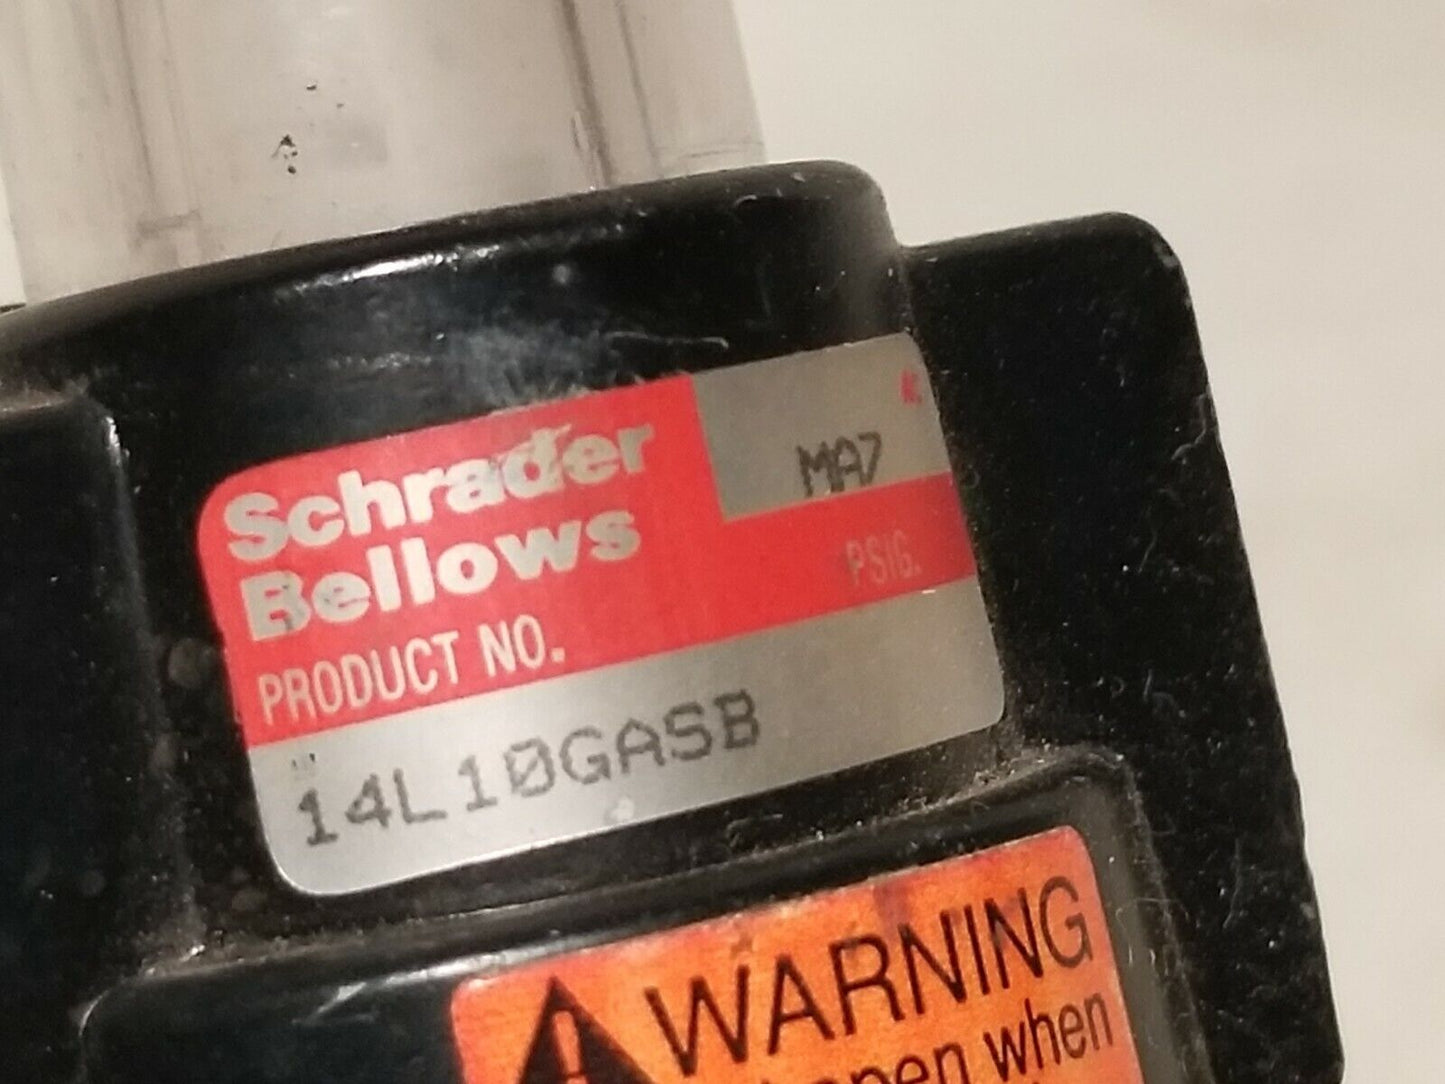 Schrader
Bellows
MA7
PSIG.
PRODUCT NO.
14L10GASB
WARNING
open when